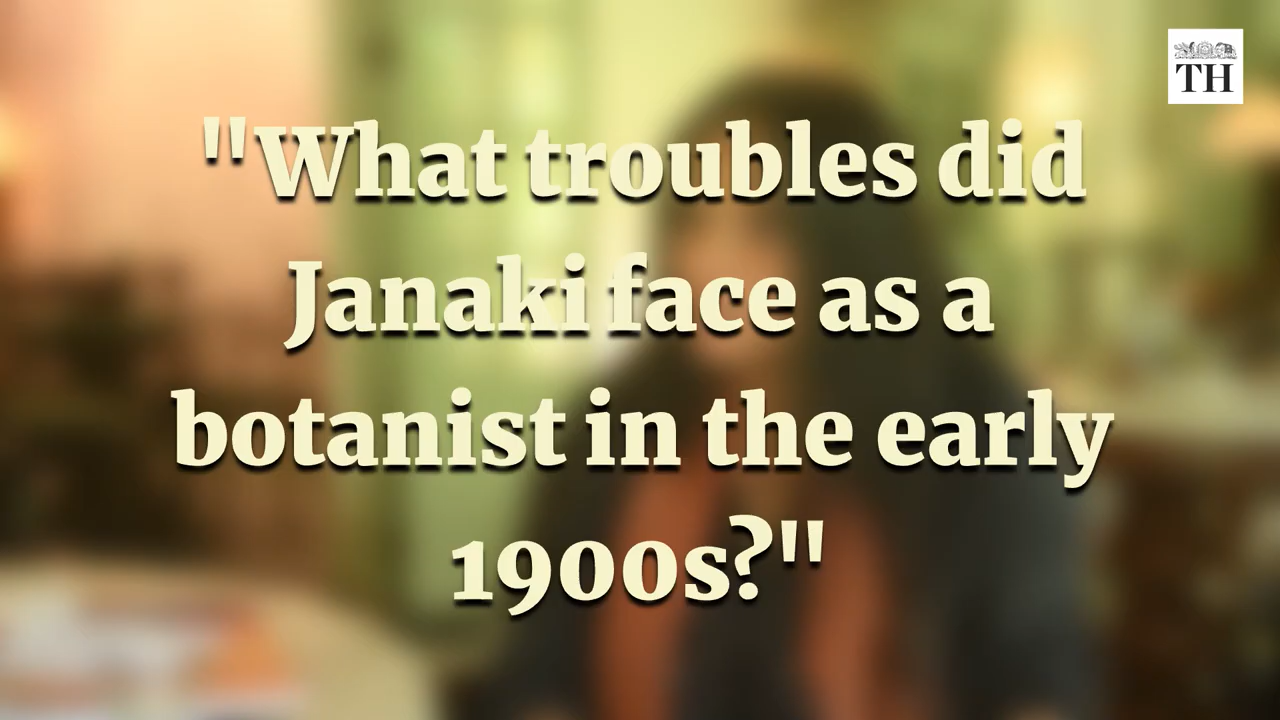 TH
"What troubles did
Janaki face as a
botanist in the early
1900s?"